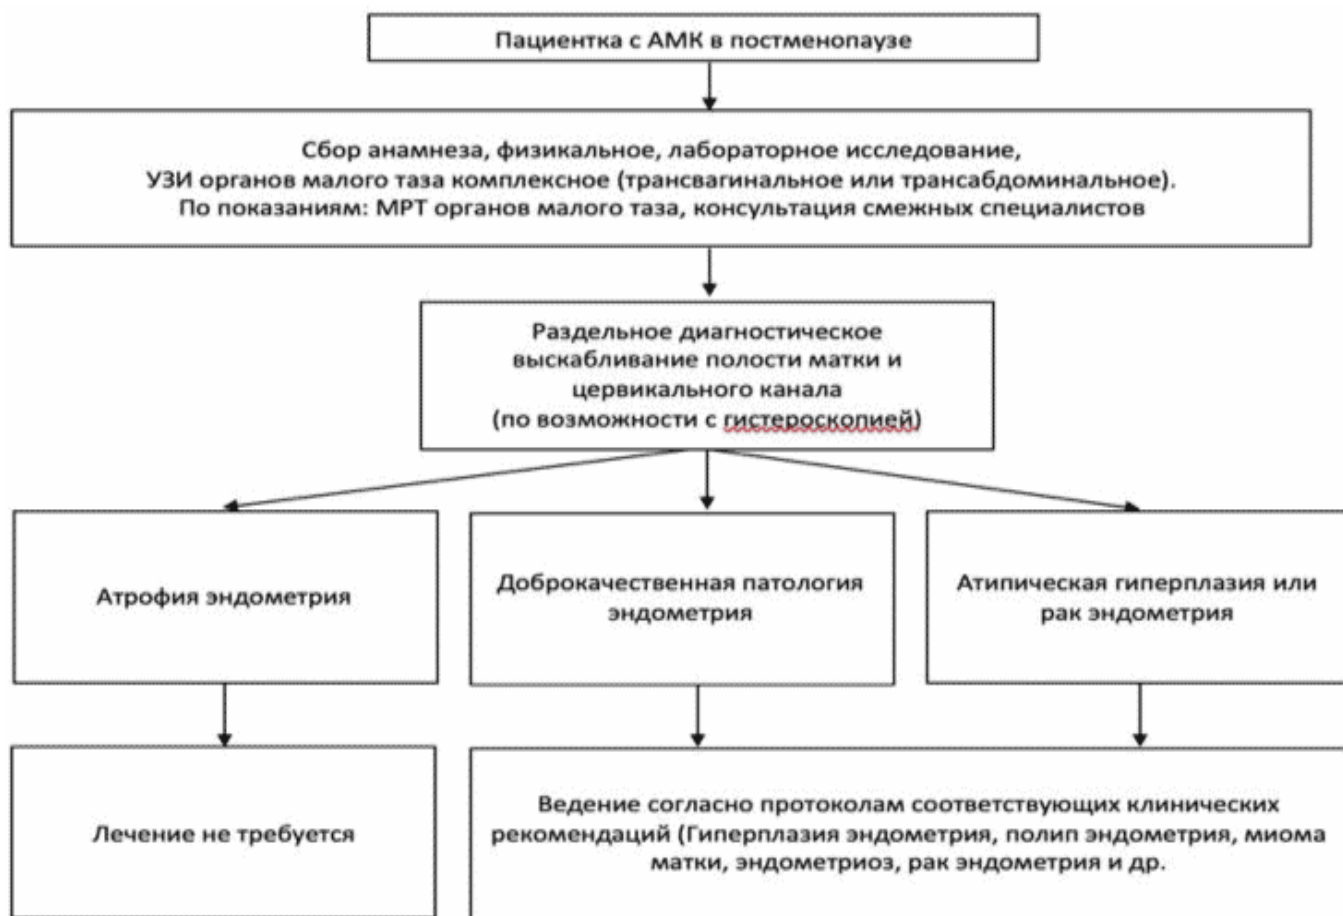 Пациентка с АМК в постменопаузе
Сбор анамнеза, физикальное, лабораторное исследование,
УЗИ органов малого таза комплексное (трансвагинальное или трансабдоминальное).
По показаниям: МРТ органов малого таза, консультация смежных специалистов
Раздельное диагностическое
выскабливание полости матки и
цервикального канала
(по возможности с гистероскопией)
Атрофия эндометрия
Доброкачественная патология
эндометрия
Атипическая гиперплазия или
рак эндометрия
Лечение не требуется
Ведение согласно протоколам соответствующих клинических
рекомендаций (Гиперплазия эндометрия, полип эндометрия, миома
матки, эндометриоз, рак эндометрия и др.